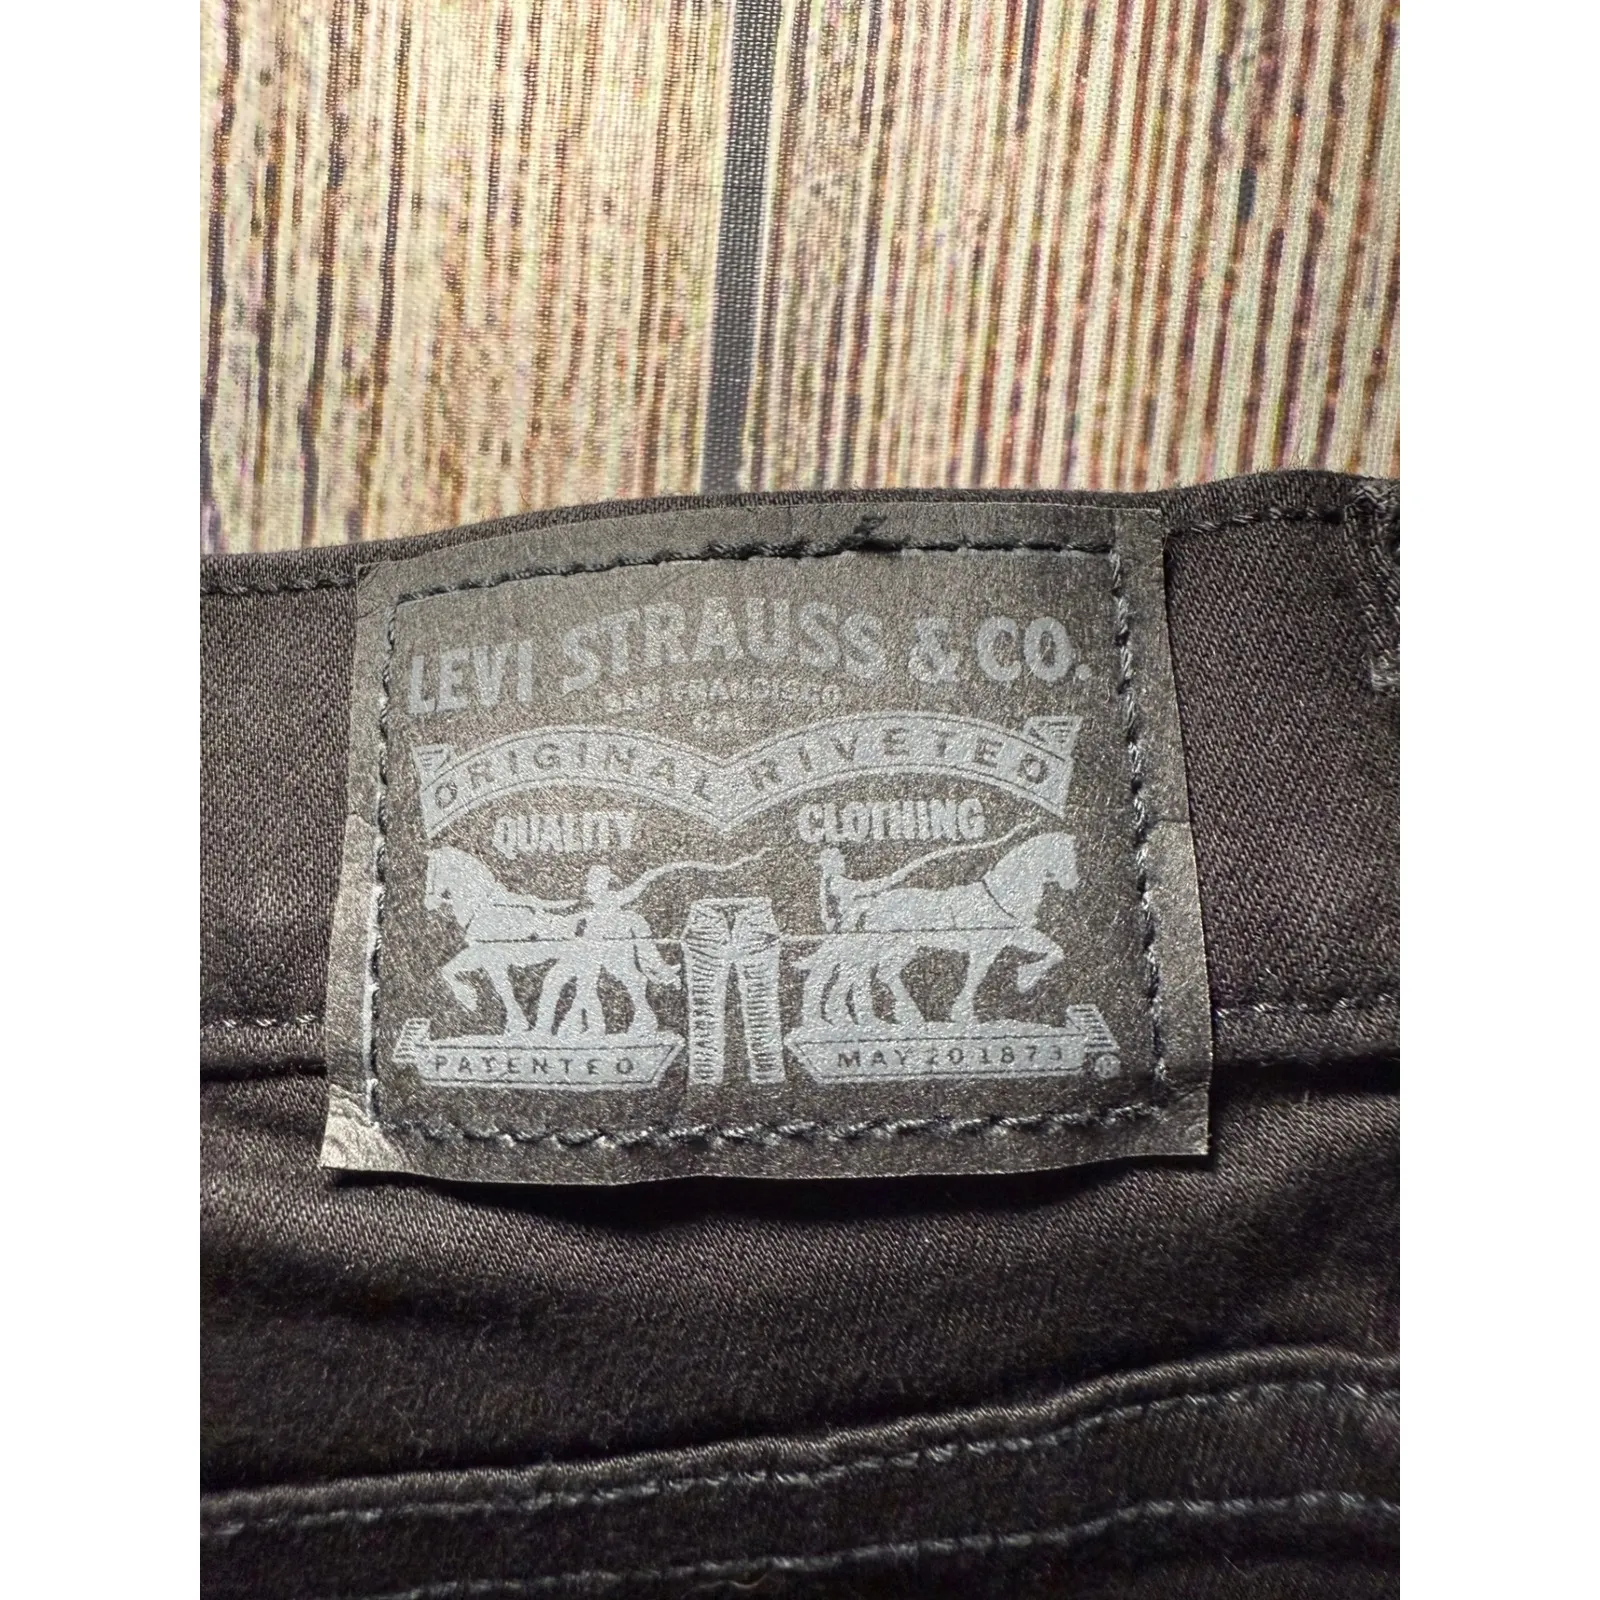 LEVI STRAUSS & CO.
SAN FRANCISCO
CAL.
ORIGINAL RIVETED
QUALITY CLOTHING
PATENTED MAY 20 1873 ®